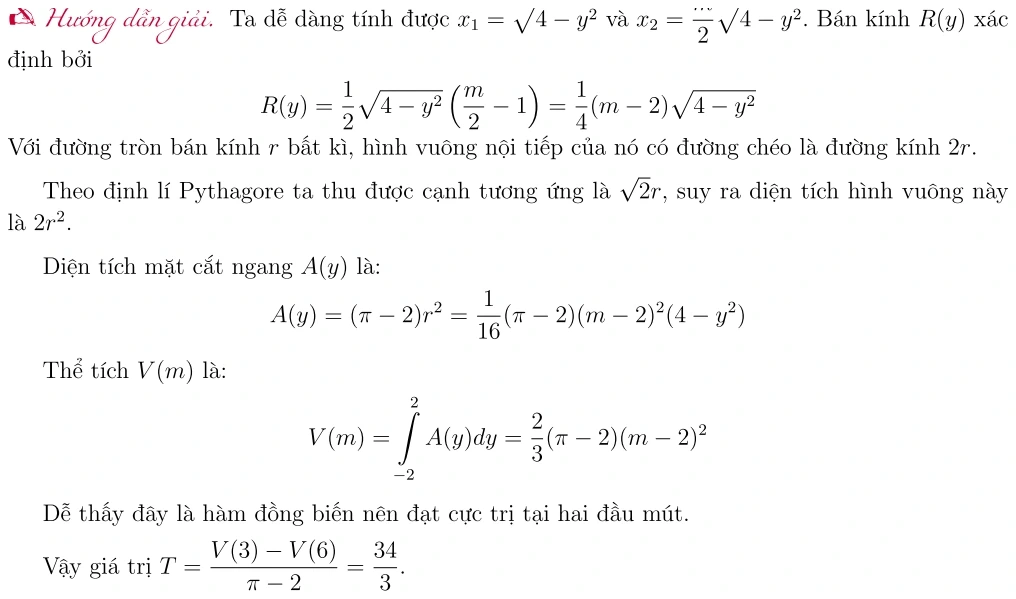 Hướng dẫn giải. Ta dễ dàng tính được x₁ = √4 − y² và x₂ = m/2 √4 − y². Bán kính R(y) xác
định bởi
R(y) = 1/2 √(4 − y²) (m/2 − 1) = 1/4 (m − 2)√(4 − y²)
Với đường tròn bán kính r bất kì, hình vuông nội tiếp của nó có đường chéo là đường kính 2r.
Theo định lí Pythagore ta thu được cạnh tương ứng là √2r, suy ra diện tích hình vuông này
là 2r².
Diện tích mặt cắt ngang A(y) là:
A(y) = (π − 2)r² = 1/16 (π − 2)(m − 2)²(4 − y²)
Thể tích V(m) là:
V(m) = ∫₋₂² A(y)dy = 2/3 (π − 2)(m − 2)²
Dễ thấy đây là hàm đồng biến nên đạt cực trị tại hai đầu mút.
Vậy giá trị T = (V(3) − V(6))/(π − 2) = 34/3.